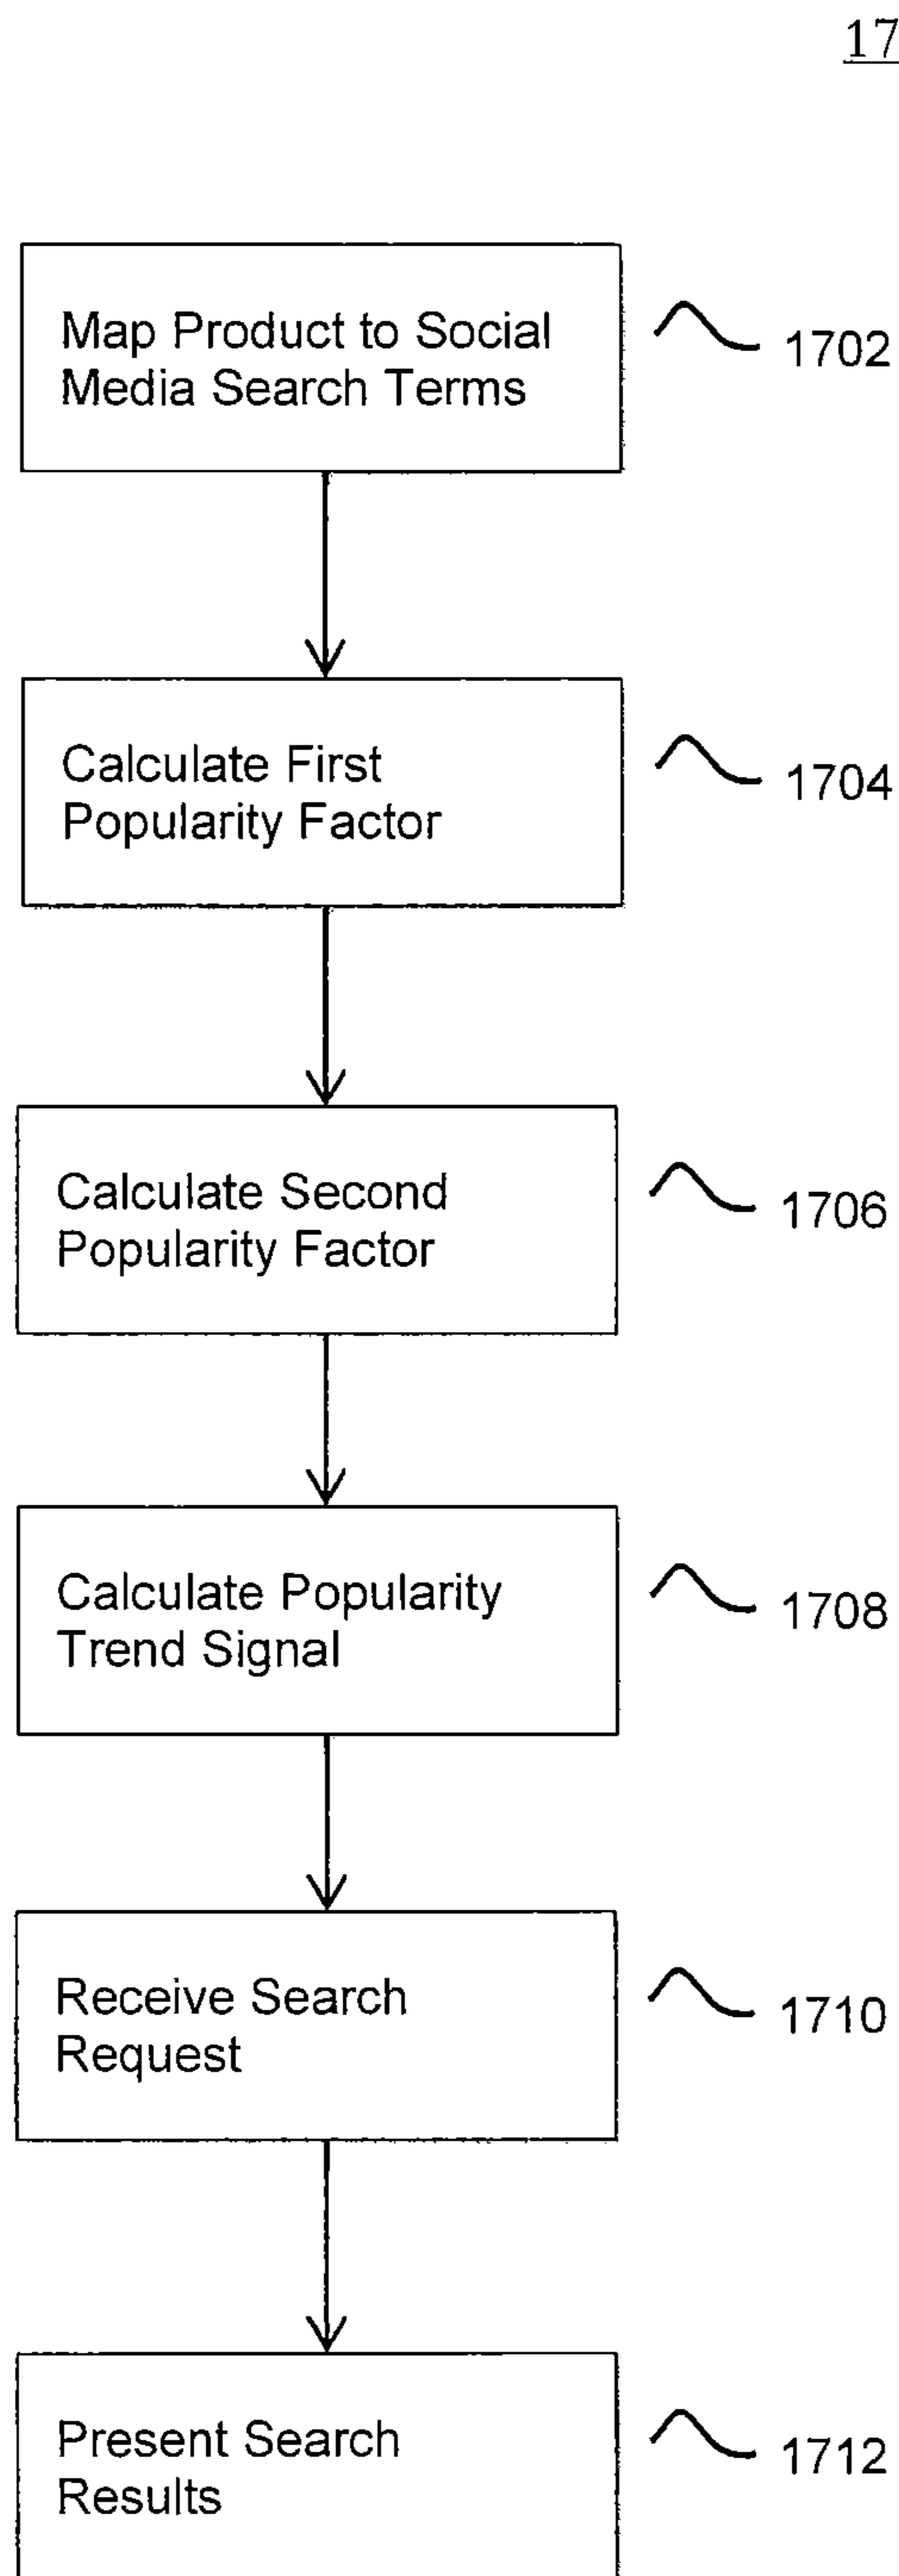 17
Map Product to Social
Media Search Terms
1702
Calculate First
Popularity Factor
1704
Calculate Second
Popularity Factor
1706
Calculate Popularity
Trend Signal
1708
Receive Search
Request
1710
Present Search
Results
1712